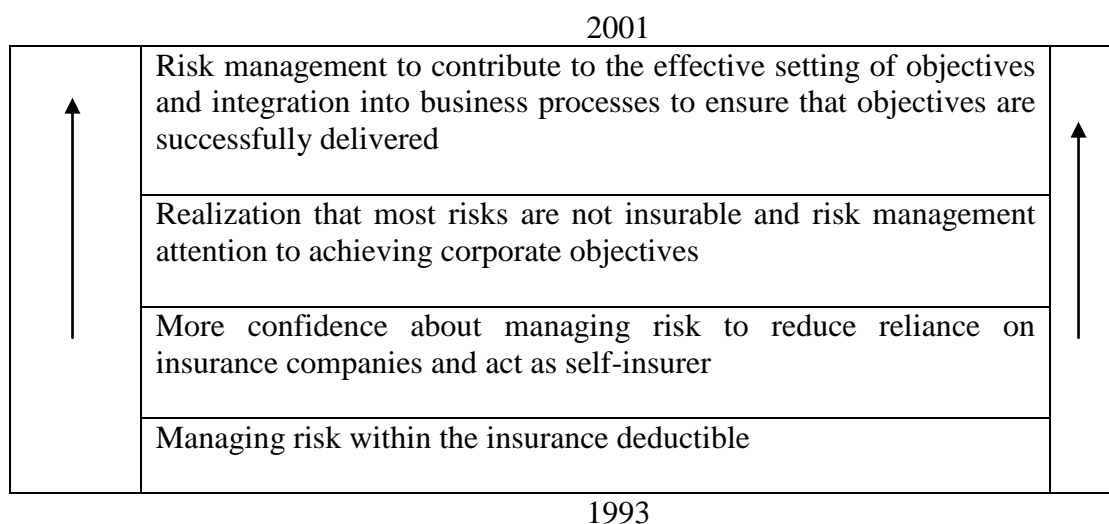 2001
Risk management to contribute to the effective setting of objectives
and integration into business processes to ensure that objectives are
successfully delivered
Realization that most risks are not insurable and risk management
attention to achieving corporate objectives
More confidence about managing risk to reduce reliance on
insurance companies and act as self-insurer
Managing risk within the insurance deductible
1993